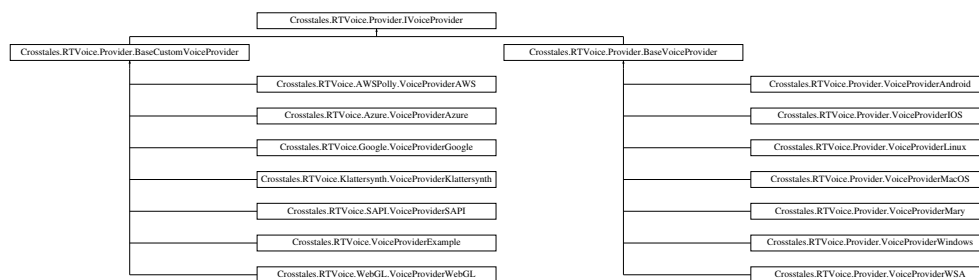 Crosstales.RTVoice.Provider.IVoiceProvider
Crosstales.RTVoice.Provider.BaseCustomVoiceProvider
Crosstales.RTVoice.Provider.BaseVoiceProvider
Crosstales.RTVoice.AWSPolly.VoiceProviderAWS
Crosstales.RTVoice.Provider.VoiceProviderAndroid
Crosstales.RTVoice.Azure.VoiceProviderAzure
Crosstales.RTVoice.Provider.VoiceProviderIOS
Crosstales.RTVoice.Google.VoiceProviderGoogle
Crosstales.RTVoice.Provider.VoiceProviderLinux
Crosstales.RTVoice.Klattersynth.VoiceProviderKlattersynth
Crosstales.RTVoice.Provider.VoiceProviderMacOS
Crosstales.RTVoice.SAPI.VoiceProviderSAPI
Crosstales.RTVoice.Provider.VoiceProviderMary
Crosstales.RTVoice.VoiceProviderExample
Crosstales.RTVoice.Provider.VoiceProviderWindows
Crosstales.RTVoice.WebGL.VoiceProviderWebGL
Crosstales.RTVoice.Provider.VoiceProviderWSA